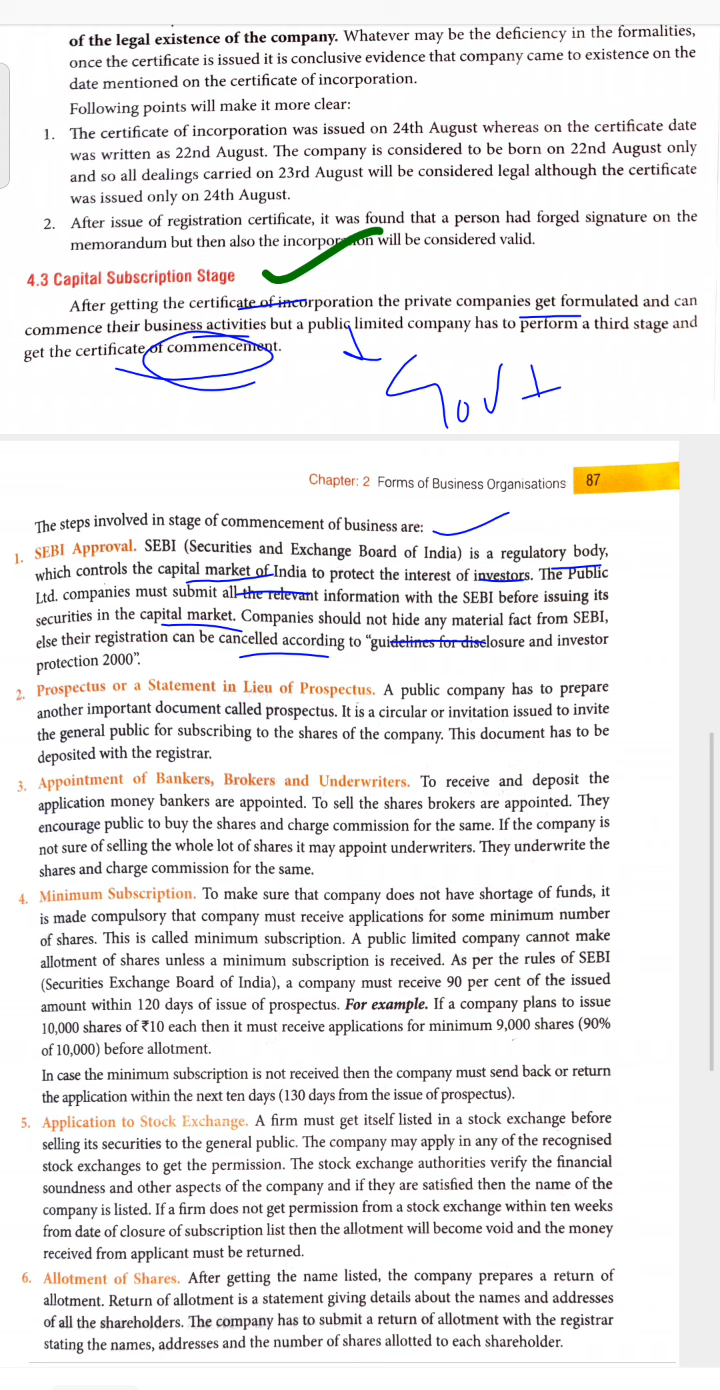 of the legal existence of the company. Whatever may be the deficiency in the formalities,
once the certificate is issued it is conclusive evidence that company came to existence on the
date mentioned on the certificate of incorporation.
Following points will make it more clear:
1. The certificate of incorporation was issued on 24th August whereas on the certificate date
was written as 22nd August. The company is considered to be born on 22nd August only
and so all dealings carried on 23rd August will be considered legal although the certificate
was issued only on 24th August.
2. After issue of registration certificate, it was found that a person had forged signature on the
memorandum but then also the incorporation will be considered valid.
4.3 Capital Subscription Stage
After getting the certificate of incorporation the private companies get formulated and can
commence their business activities but a public limited company has to perform a third stage and
get the certificate of commencement.
Govt
Chapter: 2 Forms of Business Organisations 87
The steps involved in stage of commencement of business are:
1. SEBI Approval. SEBI (Securities and Exchange Board of India) is a regulatory body,
which controls the capital market of India to protect the interest of investors. The Public
Ltd. companies must submit all the relevant information with the SEBI before issuing its
securities in the capital market. Companies should not hide any material fact from SEBI,
else their registration can be cancelled according to “guidelines for disclosure and investor
protection 2000”.
2. Prospectus or a Statement in Lieu of Prospectus. A public company has to prepare
another important document called prospectus. It is a circular or invitation issued to invite
the general public for subscribing to the shares of the company. This document has to be
deposited with the registrar.
3. Appointment of Bankers, Brokers and Underwriters. To receive and deposit the
application money bankers are appointed. To sell the shares brokers are appointed. They
encourage public to buy the shares and charge commission for the same. If the company is
not sure of selling the whole lot of shares it may appoint underwriters. They underwrite the
shares and charge commission for the same.
4. Minimum Subscription. To make sure that company does not have shortage of funds, it
is made compulsory that company must receive applications for some minimum number
of shares. This is called minimum subscription. A public limited company cannot make
allotment of shares unless a minimum subscription is received. As per the rules of SEBI
(Securities Exchange Board of India), a company must receive 90 per cent of the issued
amount within 120 days of issue of prospectus. For example. If a company plans to issue
10,000 shares of ₹10 each then it must receive applications for minimum 9,000 shares (90%
of 10,000) before allotment.
In case the minimum subscription is not received then the company must send back or return
the application within the next ten days (130 days from the issue of prospectus).
5. Application to Stock Exchange. A firm must get itself listed in a stock exchange before
selling its securities to the general public. The company may apply in any of the recognised
stock exchanges to get the permission. The stock exchange authorities verify the financial
soundness and other aspects of the company and if they are satisfied then the name of the
company is listed. If a firm does not get permission from a stock exchange within ten weeks
from date of closure of subscription list then the allotment will become void and the money
received from applicant must be returned.
6. Allotment of Shares. After getting the name listed, the company prepares a return of
allotment. Return of allotment is a statement giving details about the names and addresses
of all the shareholders. The company has to submit a return of allotment with the registrar
stating the names, addresses and the number of shares allotted to each shareholder.